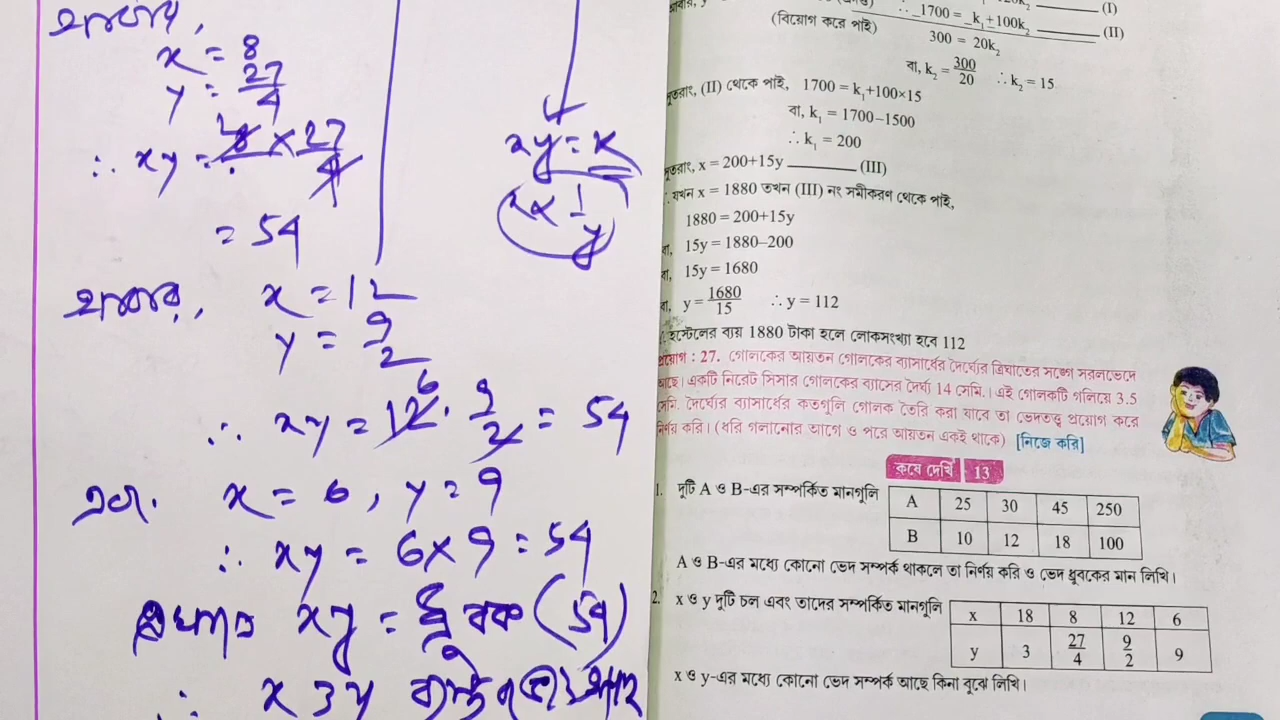 আবার,
x = 8
y = 27/4
∴ xy = 8 × 27/4
= 54
xy = k
x ∝ 1/y
আবার, x = 12
y = 9/2
∴ xy = 12 · 9/2 = 54
6
এবং x = 6, y = 9
∴ xy = 6 × 9 = 54
এখানে xy = ধ্রুবক (54)
∴ x ও y ব্যস্ত
(I)
(বিয়োগ করে পাই) ∴ 1700 = k₁+100k₂ (II)
300 = 20k₂
বা, k₂ = 300/20 ∴ k₂ = 15
সুতরাং, (II) থেকে পাই, 1700 = k₁+100×15
বা, k₁ = 1700–1500
∴ k₁ = 200
সুতরাং, x = 200+15y (III)
∴ যখন x = 1880 তখন (III) নং সমীকরণ থেকে পাই,
1880 = 200+15y
বা, 15y = 1880–200
বা, 15y = 1680
বা, y = 1680/15 ∴ y = 112
হস্টেলের ব্যয় 1880 টাকা হলে লোকসংখ্যা হবে 112
প্রয়োগ : 27. গোলকের আয়তন গোলকের ব্যাসার্ধের দৈর্ঘ্যের ত্রিঘাতের সঙ্গে সরলভেদে
আছে। একটি নিরেট সিসার গোলকের ব্যাসের দৈর্ঘ্য 14 সেমি.। এই গোলকটি গলিয়ে 3.5
সেমি. দৈর্ঘ্যের ব্যাসার্ধের কতগুলি গোলক তৈরি করা যাবে তা ভেদতত্ত্ব প্রয়োগ করে
নির্ণয় করি। (ধরি গলানোর আগে ও পরে আয়তন একই থাকে) [নিজে করি]
কষে দেখি 13
1. দুটি A ও B-এর সম্পর্কিত মানগুলি
A 25 30 45 250
B 10 12 18 100
A ও B-এর মধ্যে কোনো ভেদ সম্পর্ক থাকলে তা নির্ণয় করি ও ভেদ ধ্রুবকের মান লিখি।
2. x ও y দুটি চল এবং তাদের সম্পর্কিত মানগুলি
x 18 8 12 6
y 3 27/4 9/2 9
x ও y-এর মধ্যে কোনো ভেদ সম্পর্ক আছে কিনা বুঝে লিখি।